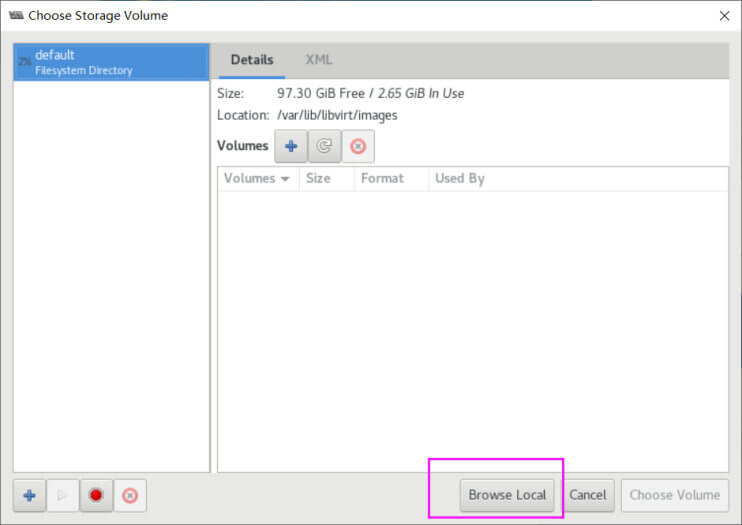 Choose Storage Volume
2% default
Filesystem Directory
Details XML
Size: 97.30 GiB Free / 2.65 GiB In Use
Location: /var/lib/libvirt/images
Volumes
Volumes Size Format Used By
Browse Local Cancel Choose Volume